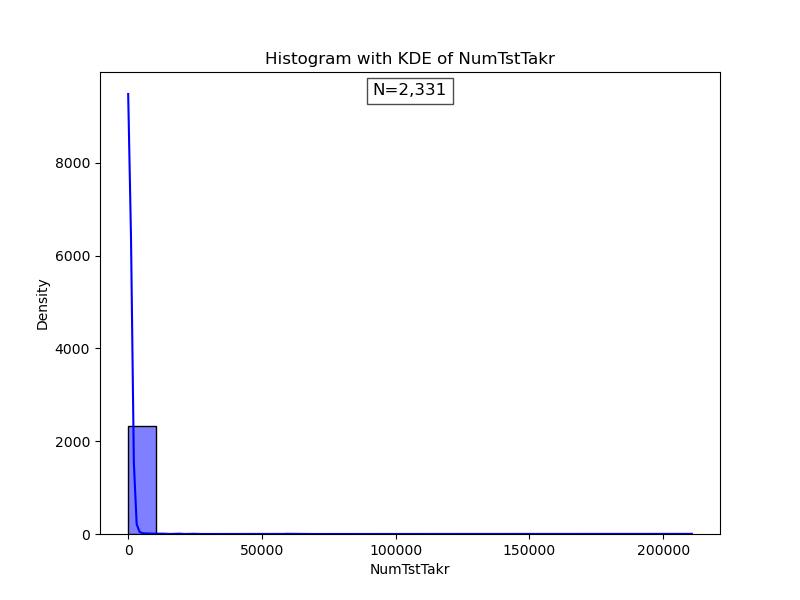 Histogram with KDE of NumTstTakr
N=2,331
8000
6000
4000
2000
0
Density
0 50000 100000 150000 200000
NumTstTakr